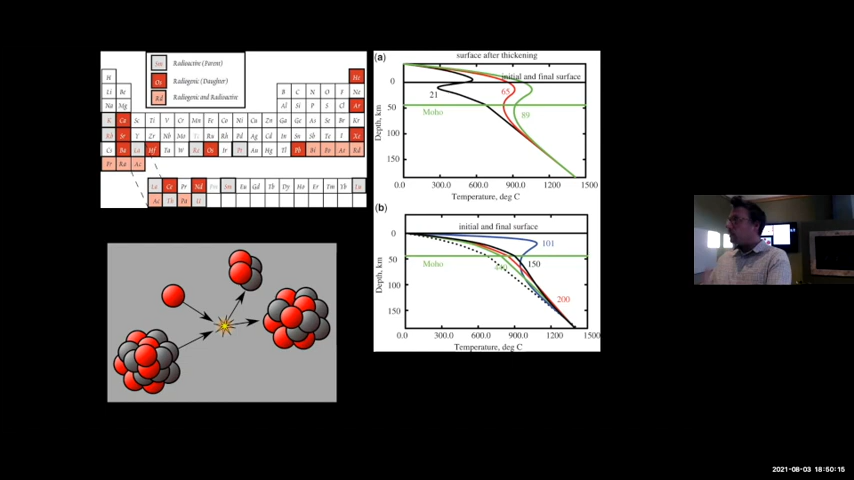 Sm Radioactive (Parent)
Os Radiogenic (Daughter)
Rd Radiogenic and Radioactive
H He
Li Be B C N O F Ne
Na Mg Al Si P S Cl Ar
K Ca Sc Ti V Cr Mn Fe Co Ni Cu Zn Ga Ge As Se Br Kr
Rb Sr Y Zr Nb Mo Ru Rh Pd Ag Cd In Sn Sb Te I Xe
Cs Ba Lu Hf Ta W Re Os Ir Pt Au Hg Tl Pb Bi Po At Rd
Fr Ra Ac
La Ce Pr Nd Pm Sm Eu Gd Tb Dy Ho Er Tm Yb Lu
Ac Th Pa U
(a)
surface after thickening
initial and final surface
0
50
100
150
Depth, km
21
65
89
Moho
0.0 300.0 600.0 900.0 1200 1500
Temperature, deg C
(b)
initial and final surface
0
50
100
150
Depth, km
101
Moho
150
200
0.0 300.0 600.0 900.0 1200 1500
Temperature, deg C
2021-08-03 18:50:15